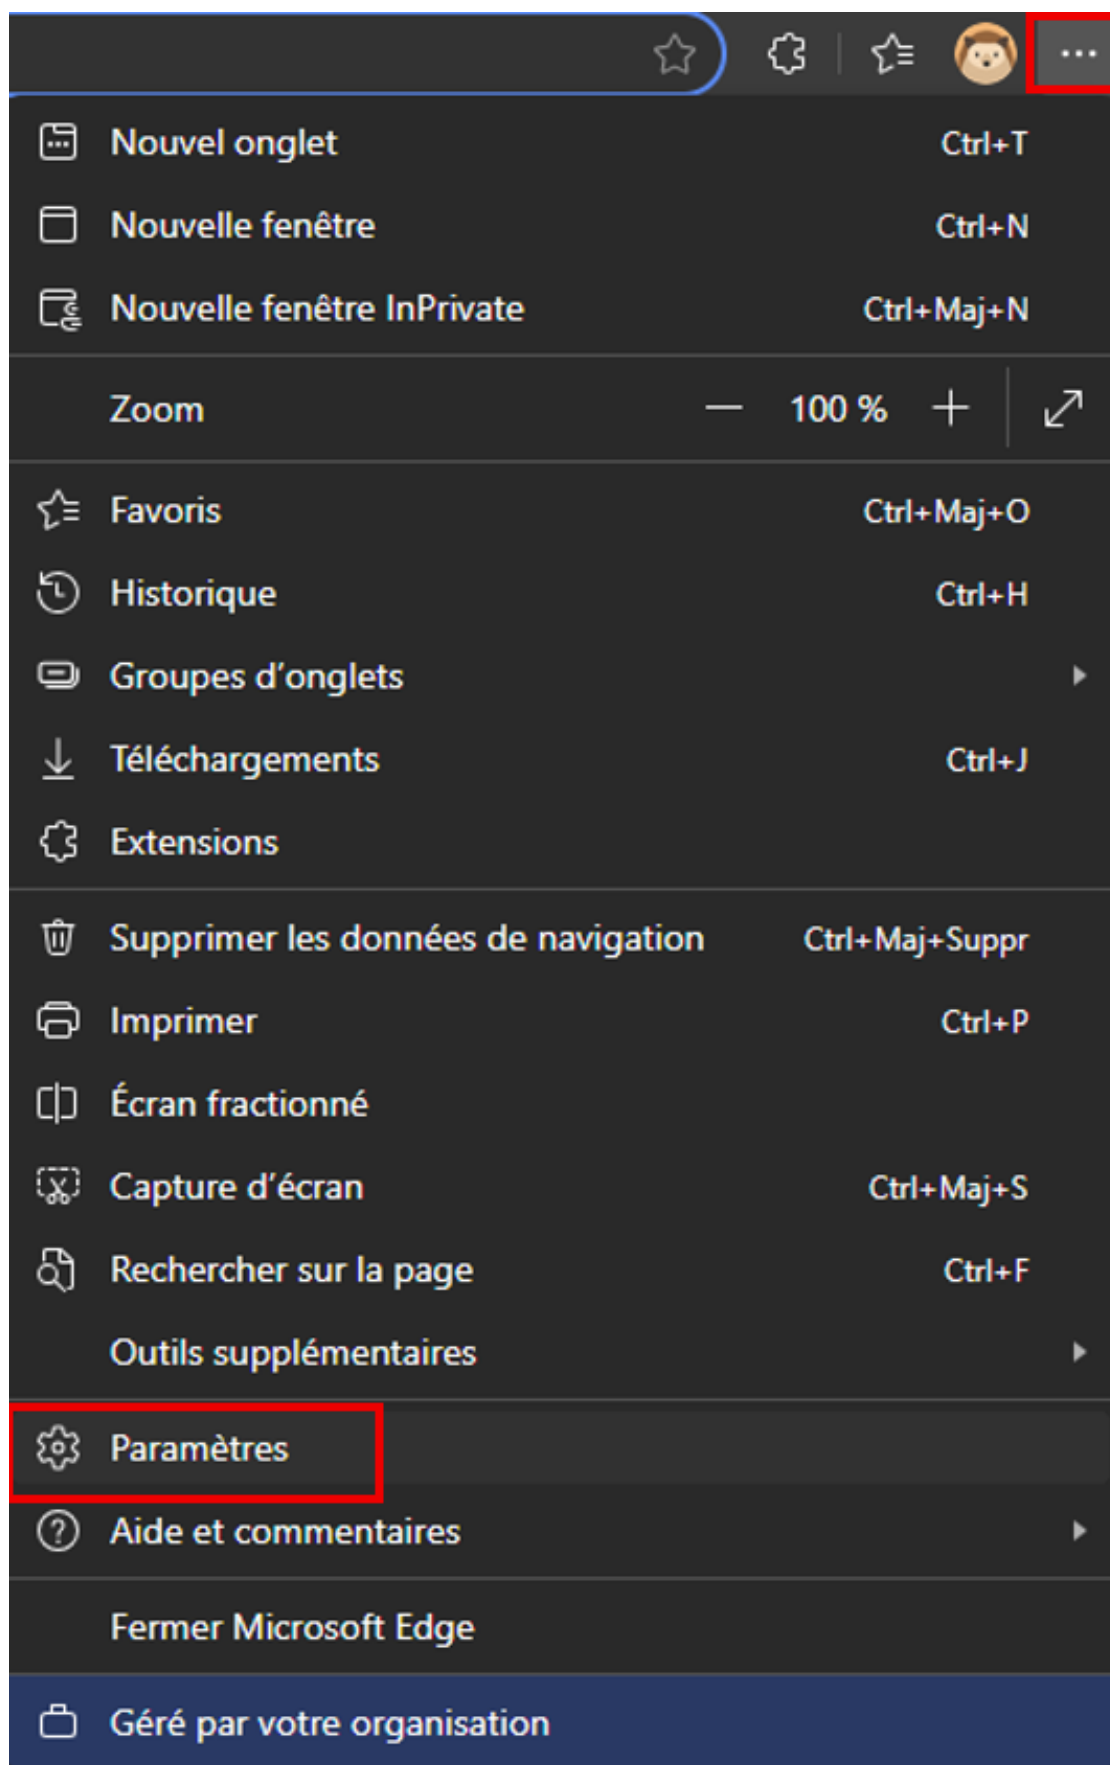 Nouvel onglet Ctrl+T
Nouvelle fenêtre Ctrl+N
Nouvelle fenêtre InPrivate Ctrl+Maj+N
Zoom — 100 % +
Favoris Ctrl+Maj+O
Historique Ctrl+H
Groupes d’onglets
Téléchargements Ctrl+J
Extensions
Supprimer les données de navigation Ctrl+Maj+Suppr
Imprimer Ctrl+P
Écran fractionné
Capture d’écran Ctrl+Maj+S
Rechercher sur la page Ctrl+F
Outils supplémentaires
Paramètres
Aide et commentaires
Fermer Microsoft Edge
Géré par votre organisation